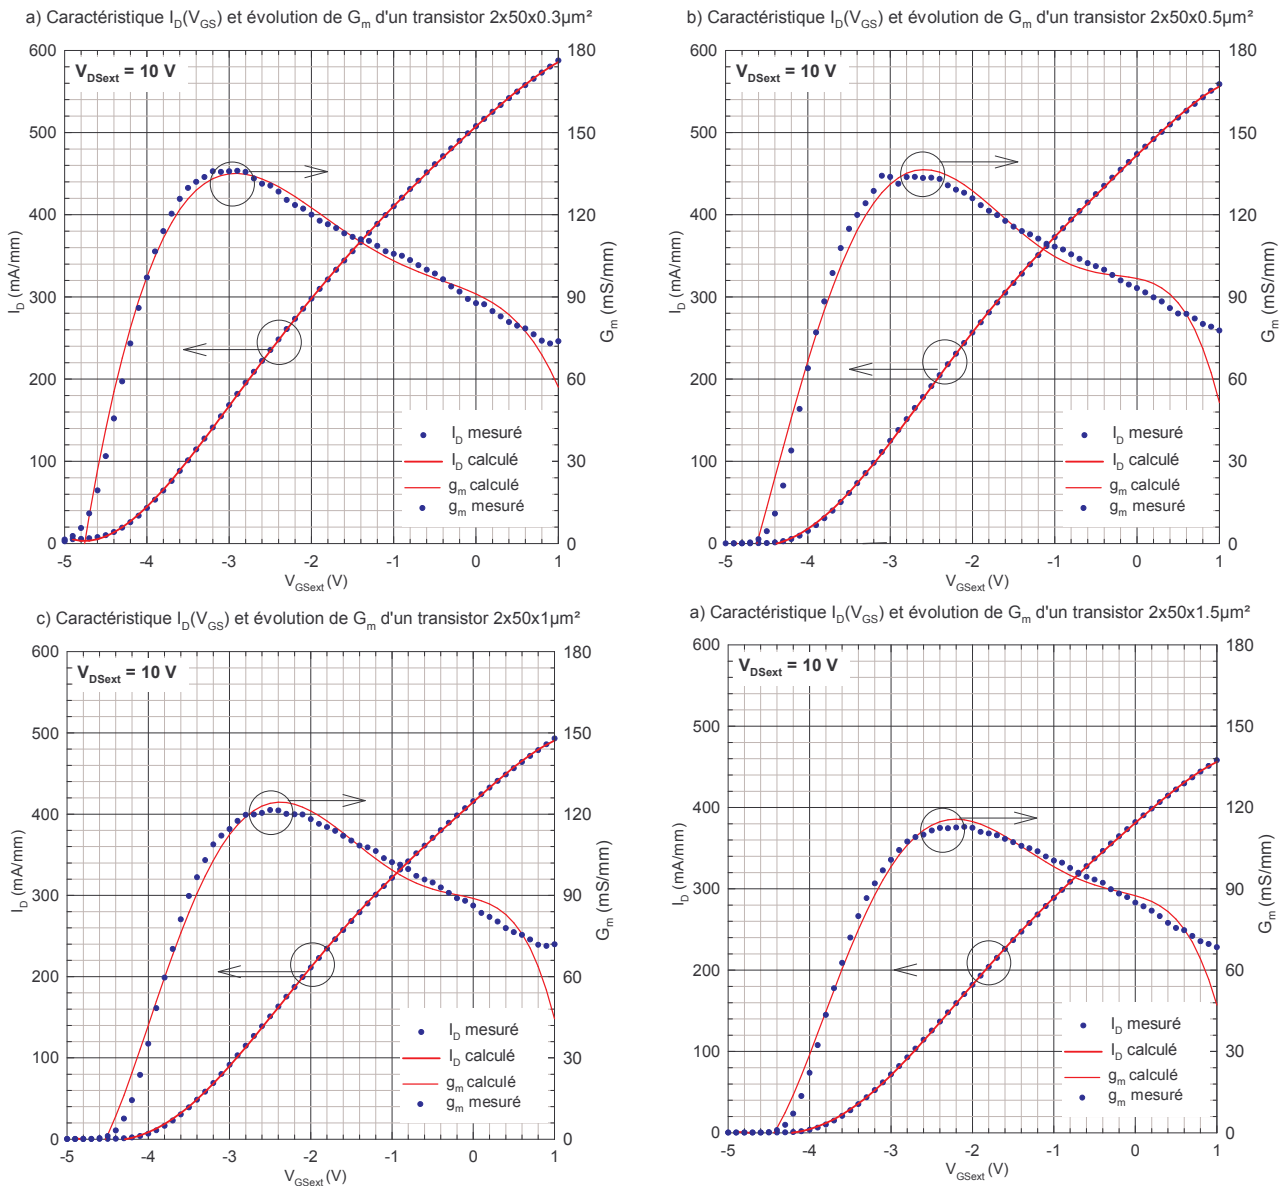 a) Caractéristique I_D(V_GS) et évolution de G_m d'un transistor 2x50x0.3µm²
V_DSext = 10 V
600
500
400
300
200
100
0
I_D (mA/mm)
180
150
120
90
60
30
0
G_m (mS/mm)
I_D mesuré
I_D calculé
g_m calculé
g_m mesuré
-5 -4 -3 -2 -1 0 1
V_GSext (V)
b) Caractéristique I_D(V_GS) et évolution de G_m d'un transistor 2x50x0.5µm²
V_DSext = 10 V
600
500
400
300
200
100
0
I_D (mA/mm)
180
150
120
90
60
30
0
G_m (mS/mm)
I_D mesuré
I_D calculé
g_m calculé
g_m mesuré
-5 -4 -3 -2 -1 0 1
V_GSext (V)
c) Caractéristique I_D(V_GS) et évolution de G_m d'un transistor 2x50x1µm²
V_DSext = 10 V
600
500
400
300
200
100
0
I_D (mA/mm)
180
150
120
90
60
30
0
G_m (mS/mm)
I_D mesuré
I_D calculé
g_m calculé
g_m mesuré
-5 -4 -3 -2 -1 0 1
V_GSext (V)
a) Caractéristique I_D(V_GS) et évolution de G_m d'un transistor 2x50x1.5µm²
V_DSext = 10 V
600
500
400
300
200
100
0
I_D (mA/mm)
180
150
120
90
60
30
0
G_m (mS/mm)
I_D mesuré
I_D calculé
g_m calculé
g_m mesuré
-5 -4 -3 -2 -1 0 1
V_GSext (V)